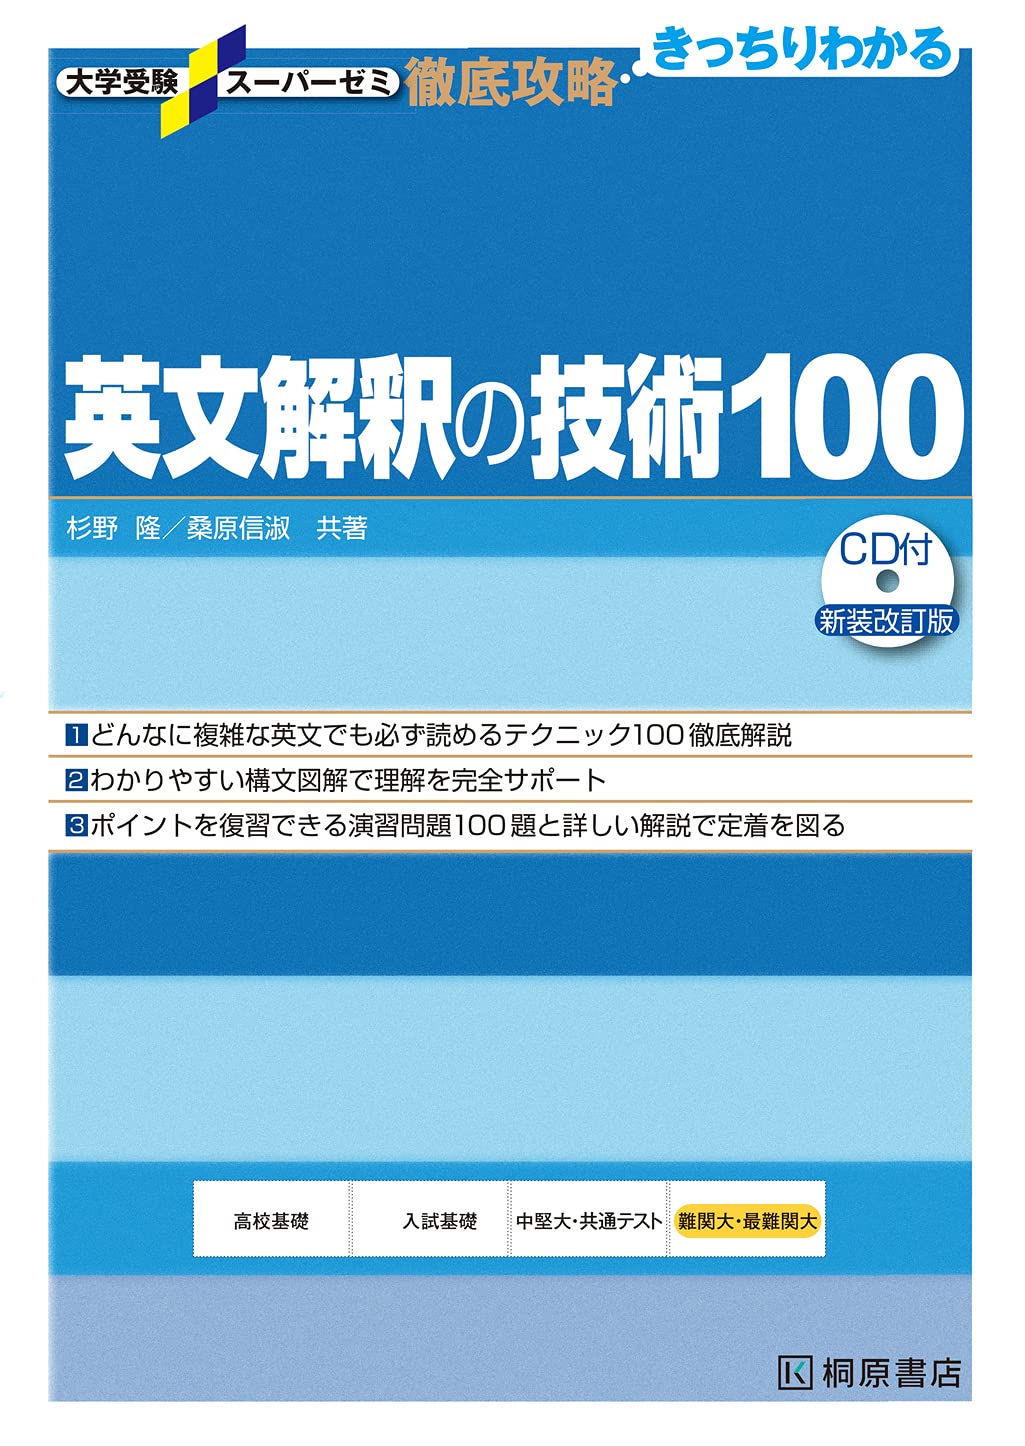 大学受験 スーパーゼミ 徹底攻略 きっちりわかる
英文解釈の技術100
杉野 隆／桑原信淑 共著
CD付
新装改訂版
1 どんなに複雑な英文でも必ず読めるテクニック100徹底解説
2 わかりやすい構文図解で理解を完全サポート
3 ポイントを復習できる演習問題100題と詳しい解説で定着を図る
高校基礎 入試基礎 中堅大・共通テスト 難関大・最難関大
桐原書店